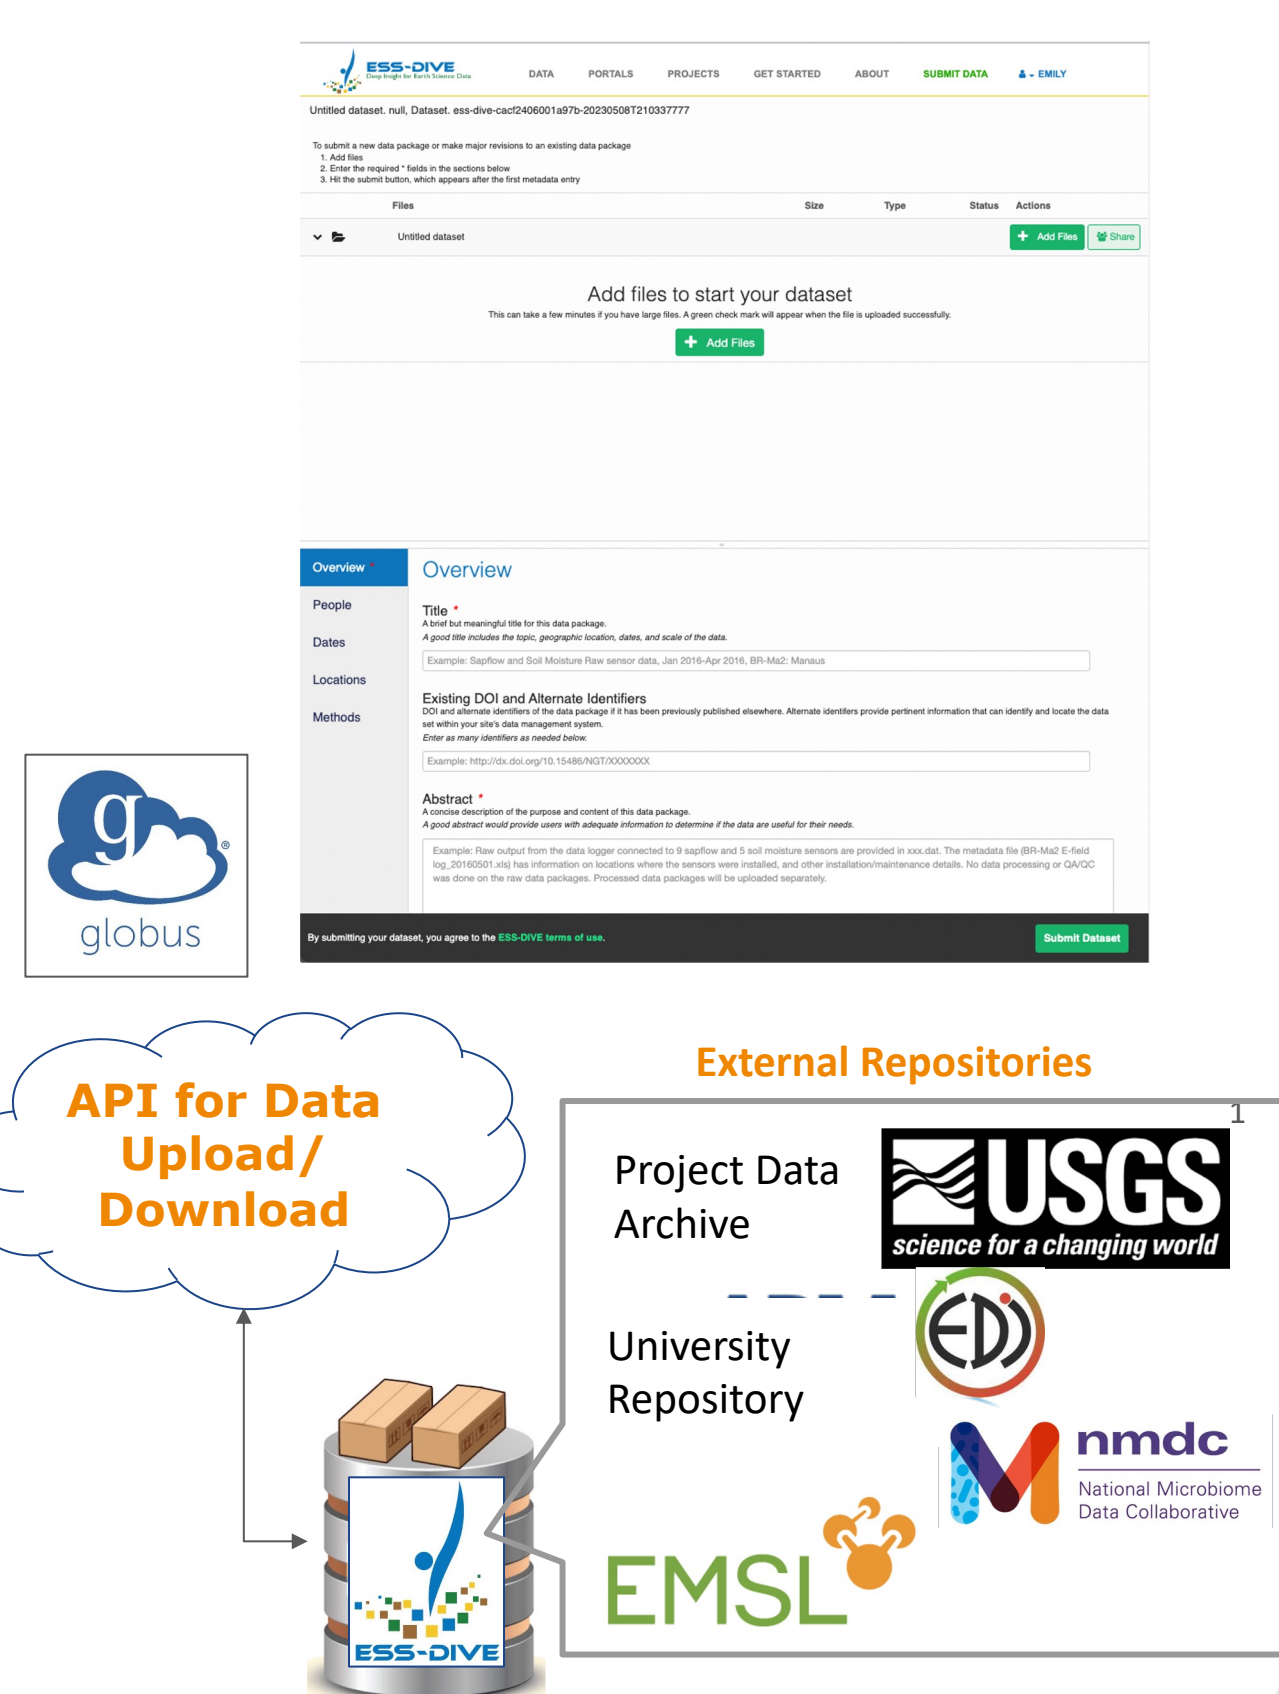 ESS-DIVE
Deep Insight for Earth Science Data
DATA PORTALS PROJECTS GET STARTED ABOUT SUBMIT DATA EMILY
Untitled dataset. null, Dataset. ess-dive-cacf2406001a97b-20230508T210337777
To submit a new data package or make major revisions to an existing data package
1. Add files
2. Enter the required * fields in the sections below
3. Hit the submit button, which appears after the first metadata entry
Files Size Type Status Actions
Untitled dataset + Add Files Share
Add files to start your dataset
This can take a few minutes if you have large files. A green check mark will appear when the file is uploaded successfully.
+ Add Files
Overview *
People
Dates
Locations
Methods
Overview
Title *
A brief but meaningful title for this data package.
A good title includes the topic, geographic location, dates, and scale of the data.
Example: Sapflow and Soil Moisture Raw sensor data, Jan 2016-Apr 2016, BR-Ma2: Manaus
Existing DOI and Alternate Identifiers
DOI and alternate identifiers of the data package if it has been previously published elsewhere. Alternate identifers provide pertinent information that can identify and locate the data
set within your site's data management system.
Enter as many identifiers as needed below.
Example: http://dx.doi.org/10.15486/NGT/XXXXXXX
Abstract *
A concise description of the purpose and content of this data package.
A good abstract would provide users with adequate information to determine if the data are useful for their needs.
Example: Raw output from the data logger connected to 9 sapflow and 5 soil moisture sensors are provided in xxx.dat. The metadata file (BR-Ma2 E-field
log_20160501.xls) has information on locations where the sensors were installed, and other installation/maintenance details. No data processing or QA/QC
was done on the raw data packages. Processed data packages will be uploaded separately.
By submitting your dataset, you agree to the ESS-DIVE terms of use. Submit Dataset
g
®
globus
API for Data
Upload/
Download
External Repositories
1
Project Data
Archive
USGS
science for a changing world
EDI
University
Repository
nmdc
National Microbiome
Data Collaborative
EMSL
ESS-DIVE